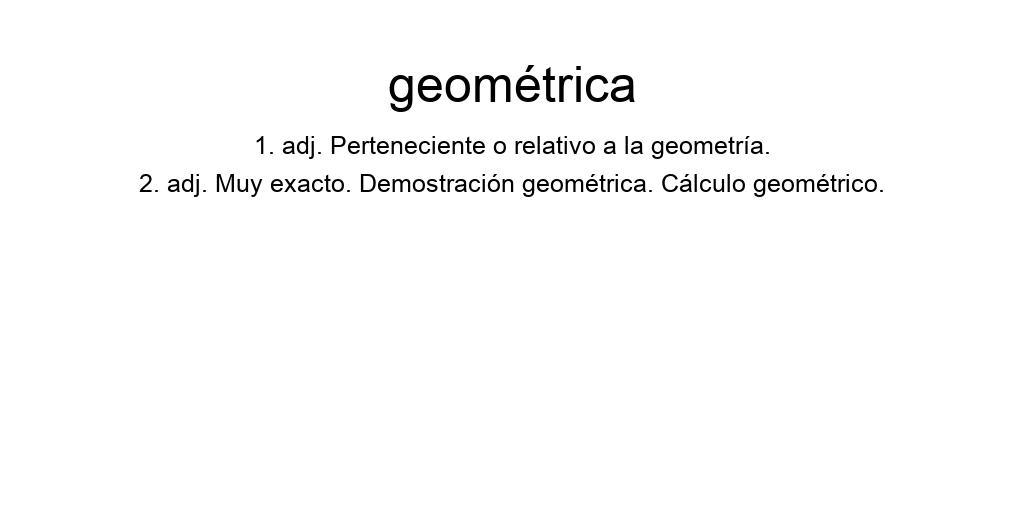 geométrica
1. adj. Perteneciente o relativo a la geometría.
2. adj. Muy exacto. Demostración geométrica. Cálculo geométrico.